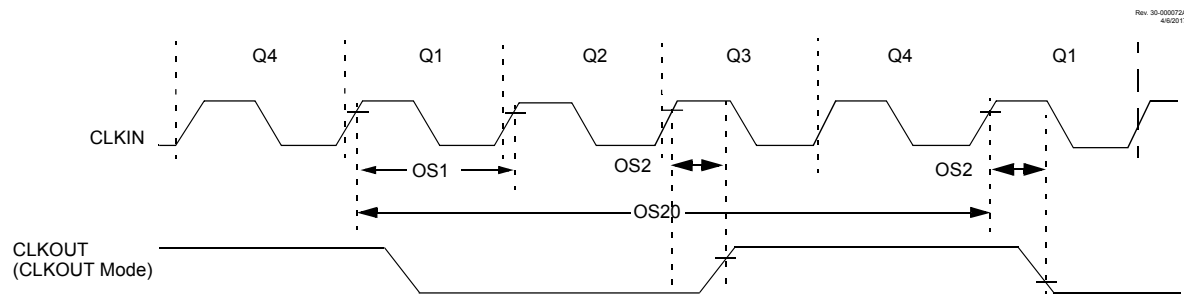 Rev. 30-000072A
4/6/2017
Q4 Q1 Q2 Q3 Q4 Q1
CLKIN
OS1 OS2 OS2
OS20
CLKOUT
(CLKOUT Mode)